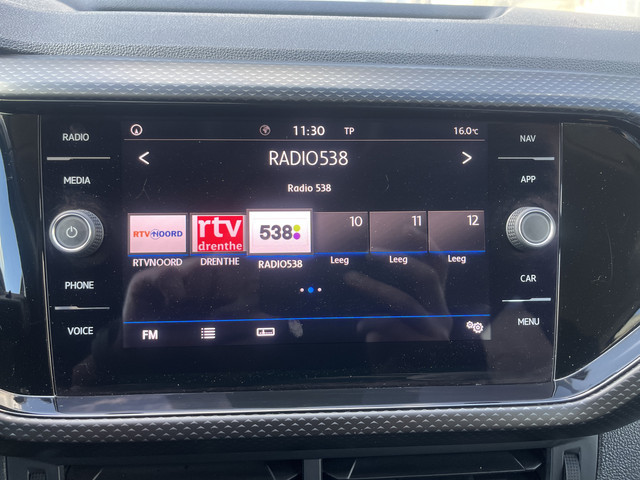 RADIO
MEDIA
PHONE
VOICE
11:30 TP 16.0°C
< RADIO538 >
Radio 538
RTV NOORD
rtv
drenthe
538
10
11
12
RTVNOORD
DRENTHE
RADIO538
Leeg
Leeg
Leeg
FM
NAV
APP
CAR
MENU